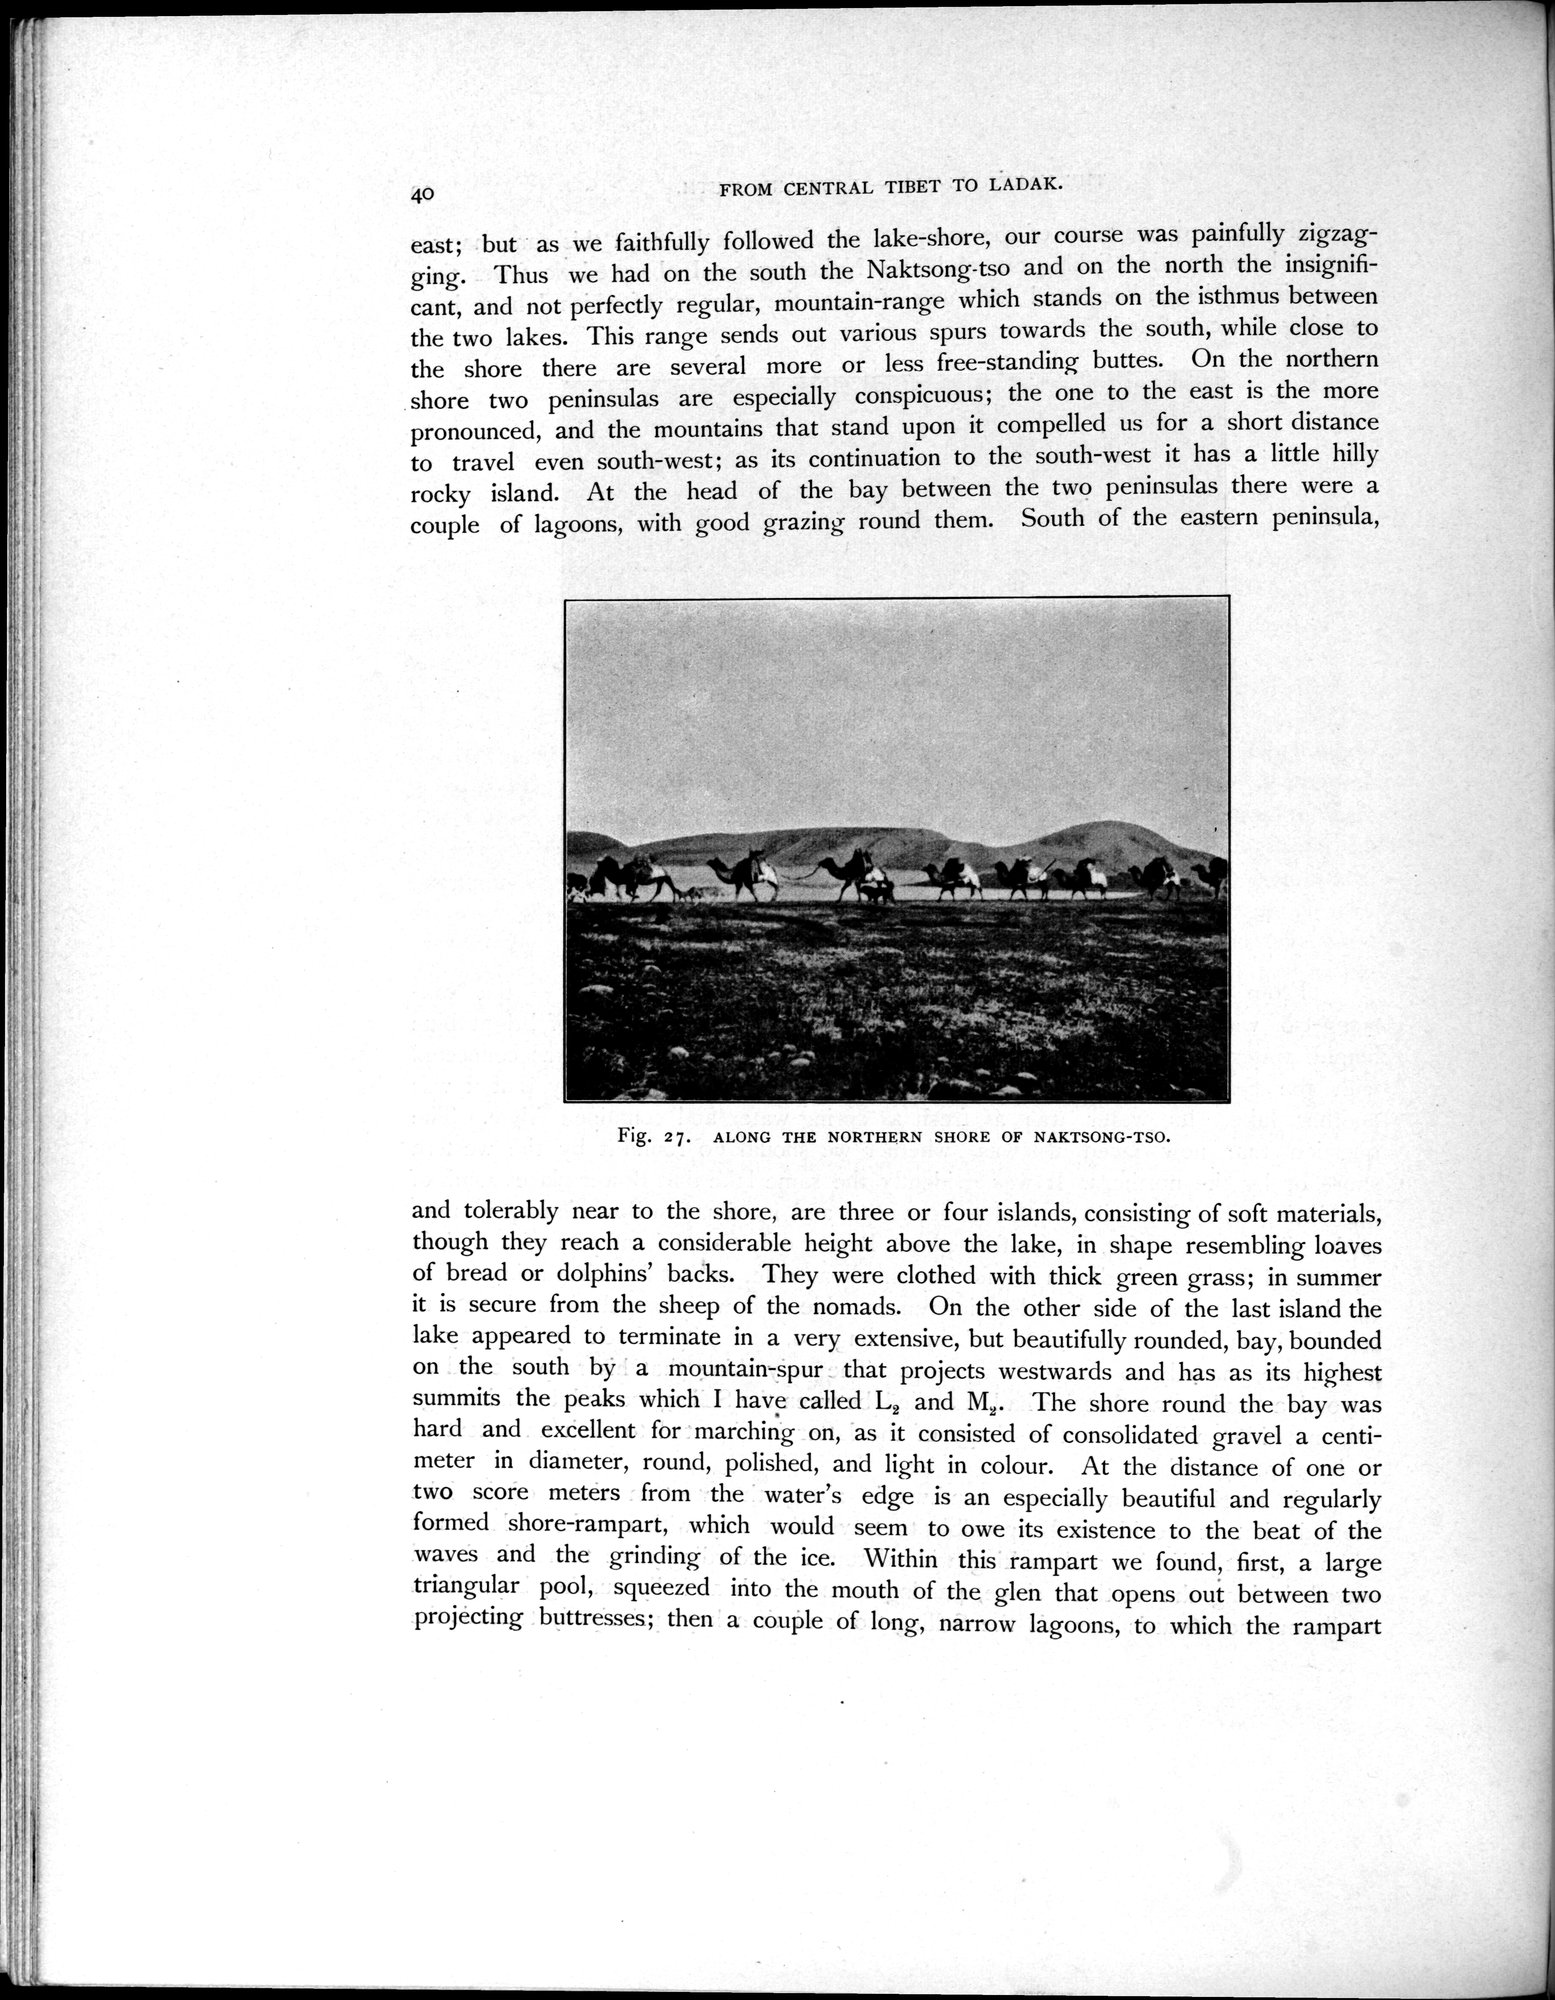 40
FROM CENTRAL TIBET TO LADAK.
east; but as we faithfully followed the lake-shore, our course was painfully zigzag-
ging. Thus we had on the south the Naktsong-tso and on the north the insignifi-
cant, and not perfectly regular, mountain-range which stands on the isthmus between
the two lakes. This range sends out various spurs towards the south, while close to
the shore there are several more or less free-standing buttes. On the northern
shore two peninsulas are especially conspicuous; the one to the east is the more
pronounced, and the mountains that stand upon it compelled us for a short distance
to travel even south-west; as its continuation to the south-west it has a little hilly
rocky island. At the head of the bay between the two peninsulas there were a
couple of lagoons, with good grazing round them. South of the eastern peninsula,
Fig. 27. ALONG THE NORTHERN SHORE OF NAKTSONG-TSO.
and tolerably near to the shore, are three or four islands, consisting of soft materials,
though they reach a considerable height above the lake, in shape resembling loaves
of bread or dolphins' backs. They were clothed with thick green grass; in summer
it is secure from the sheep of the nomads. On the other side of the last island the
lake appeared to terminate in a very extensive, but beautifully rounded, bay, bounded
on the south by a mountain-spur that projects westwards and has as its highest
summits the peaks which I have called L₂ and M₂. The shore round the bay was
hard and excellent for marching on, as it consisted of consolidated gravel a centi-
meter in diameter, round, polished, and light in colour. At the distance of one or
two score meters from the water's edge is an especially beautiful and regularly
formed shore-rampart, which would seem to owe its existence to the beat of the
waves and the grinding of the ice. Within this rampart we found, first, a large
triangular pool, squeezed into the mouth of the glen that opens out between two
projecting buttresses; then a couple of long, narrow lagoons, to which the rampart